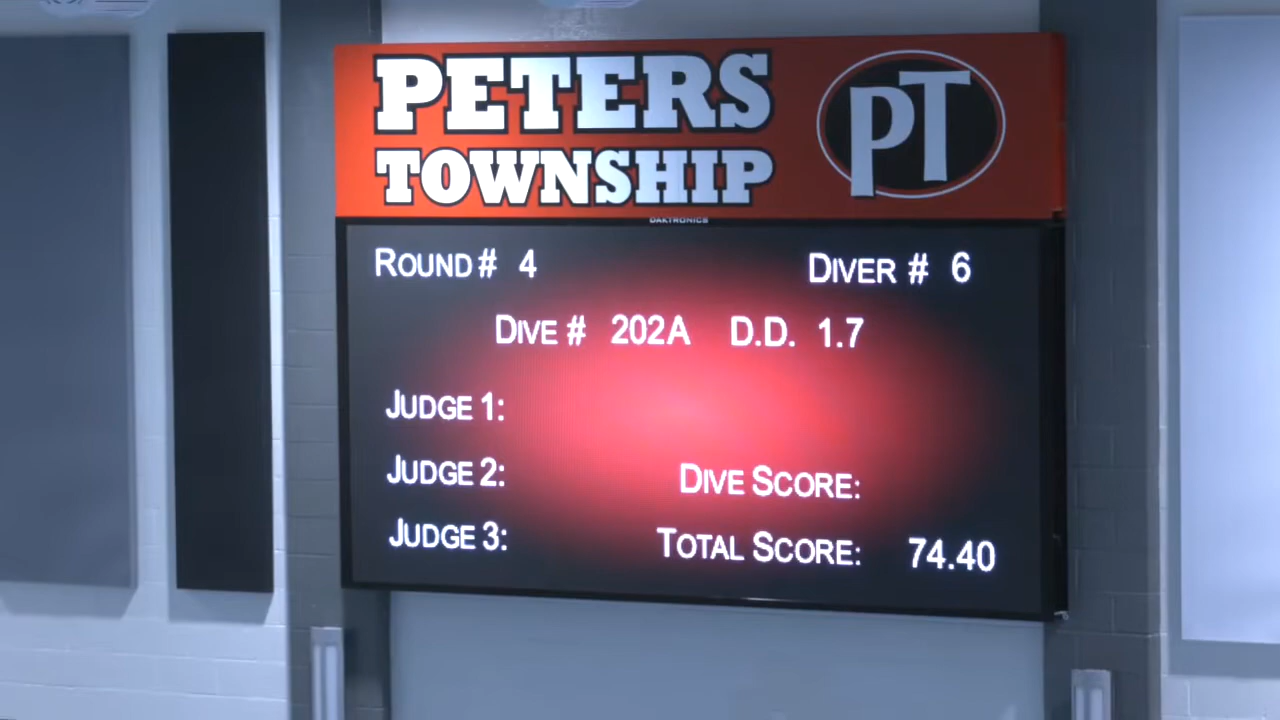 PETERS
TOWNSHIP
PT
DAKTRONICS
ROUND # 4
DIVER # 6
DIVE # 202A D.D. 1.7
JUDGE 1:
JUDGE 2:
DIVE SCORE:
JUDGE 3:
TOTAL SCORE: 74.40